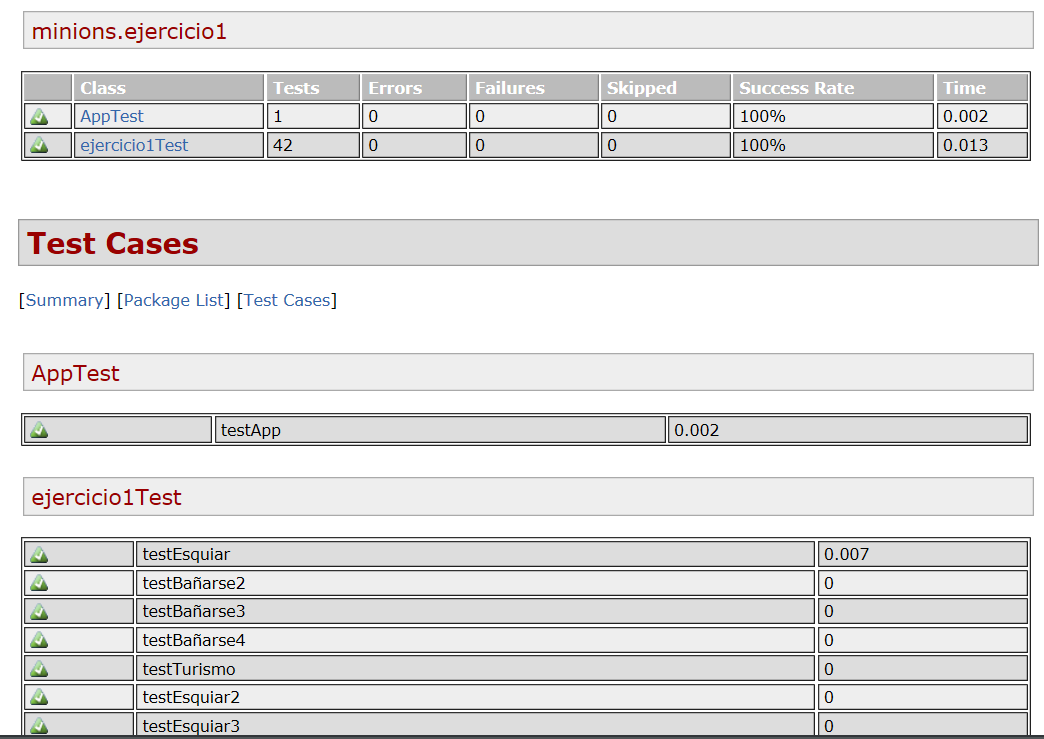 minions.ejercicio1
Class Tests Errors Failures Skipped Success Rate Time
AppTest 1 0 0 0 100% 0.002
ejercicio1Test 42 0 0 0 100% 0.013
Test Cases
[Summary] [Package List] [Test Cases]
AppTest
testApp 0.002
ejercicio1Test
testEsquiar 0.007
testBañarse2 0
testBañarse3 0
testBañarse4 0
testTurismo 0
testEsquiar2 0
testEsquiar3 0